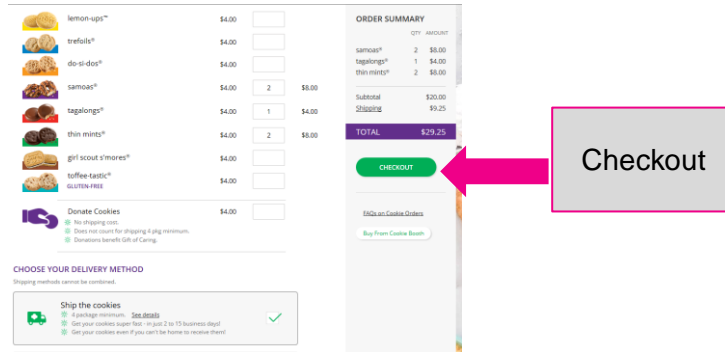 lemon-ups™ $4.00
trefoils® $4.00
do-si-dos® $4.00
samoas® $4.00 2 $8.00
tagalongs® $4.00 1 $4.00
thin mints® $4.00 2 $8.00
girl scout s'mores® $4.00
toffee-tastic® $4.00
GLUTEN-FREE
Donate Cookies $4.00
No shipping cost.
Does not count for shipping 4 pkg minimum.
Donations benefit Gift of Caring.
CHOOSE YOUR DELIVERY METHOD
Shipping methods cannot be combined.
Ship the cookies
4 package minimum. See details
Get your cookies super fast - in just 2 to 15 business days!
Get your cookies even if you can't be home to receive them!
ORDER SUMMARY
QTY AMOUNT
samoas® 2 $8.00
tagalongs® 1 $4.00
thin mints® 2 $8.00
Subtotal $20.00
Shipping $9.25
TOTAL $29.25
CHECKOUT
FAQs on Cookie Orders
Buy From Cookie Booth
Checkout